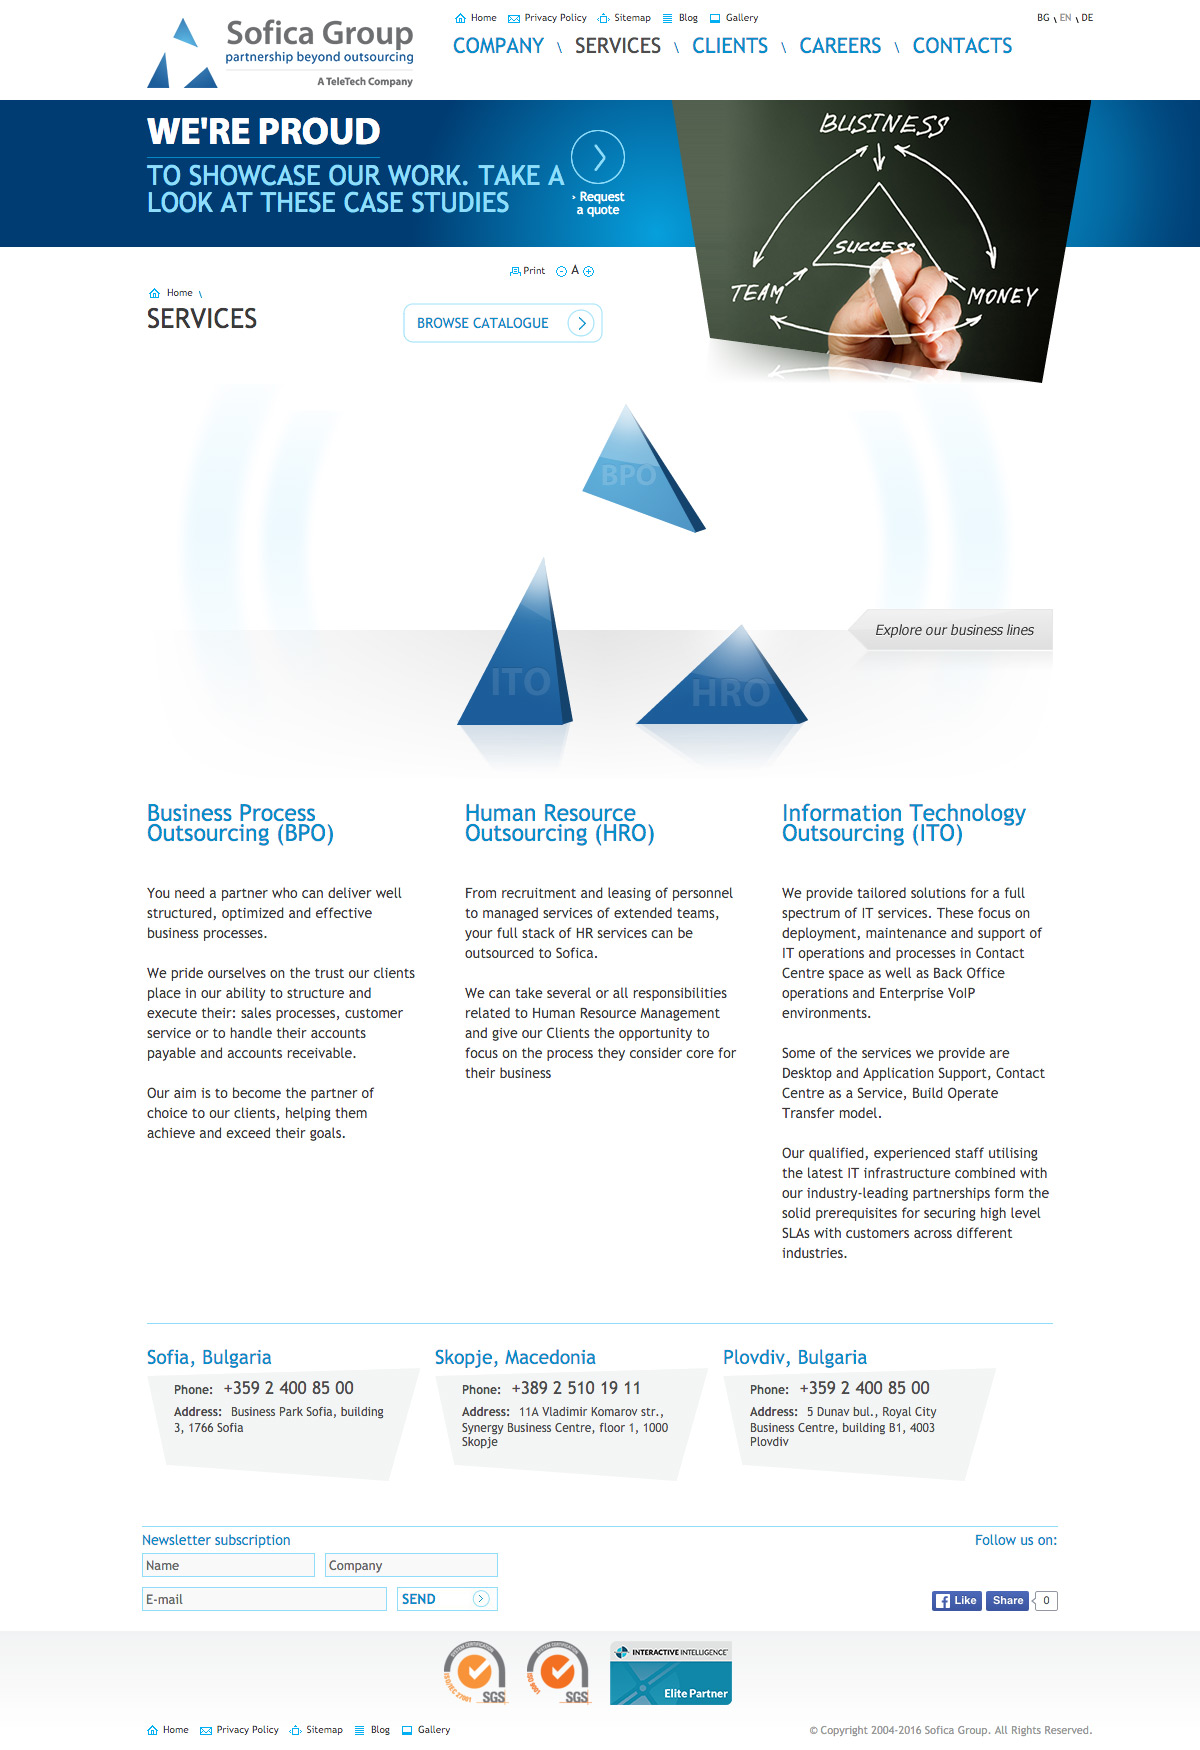 Sofica Group
partnership beyond outsourcing
A TeleTech Company
Home Privacy Policy Sitemap Blog Gallery
BG \ EN \ DE
COMPANY \ SERVICES \ CLIENTS \ CAREERS \ CONTACTS
WE'RE PROUD
TO SHOWCASE OUR WORK. TAKE A
LOOK AT THESE CASE STUDIES
› Request
a quote
BUSINESS
SUCCESS
TEAM
MONEY
Print A
Home \
SERVICES
BROWSE CATALOGUE
BPO
ITO
HRO
Explore our business lines
Business Process
Outsourcing (BPO)
You need a partner who can deliver well
structured, optimized and effective
business processes.
We pride ourselves on the trust our clients
place in our ability to structure and
execute their: sales processes, customer
service or to handle their accounts
payable and accounts receivable.
Our aim is to become the partner of
choice to our clients, helping them
achieve and exceed their goals.
Human Resource
Outsourcing (HRO)
From recruitment and leasing of personnel
to managed services of extended teams,
your full stack of HR services can be
outsourced to Sofica.
We can take several or all responsibilities
related to Human Resource Management
and give our Clients the opportunity to
focus on the process they consider core for
their business
Information Technology
Outsourcing (ITO)
We provide tailored solutions for a full
spectrum of IT services. These focus on
deployment, maintenance and support of
IT operations and processes in Contact
Centre space as well as Back Office
operations and Enterprise VoIP
environments.
Some of the services we provide are
Desktop and Application Support, Contact
Centre as a Service, Build Operate
Transfer model.
Our qualified, experienced staff utilising
the latest IT infrastructure combined with
our industry-leading partnerships form the
solid prerequisites for securing high level
SLAs with customers across different
industries.
Sofia, Bulgaria
Phone: +359 2 400 85 00
Address: Business Park Sofia, building
3, 1766 Sofia
Skopje, Macedonia
Phone: +389 2 510 19 11
Address: 11A Vladimir Komarov str.,
Synergy Business Centre, floor 1, 1000
Skopje
Plovdiv, Bulgaria
Phone: +359 2 400 85 00
Address: 5 Dunav bul., Royal City
Business Centre, building B1, 4003
Plovdiv
Newsletter subscription
Name
Company
E-mail
SEND
Follow us on:
Like Share 0
SYSTEM CERTIFICATION
ISO/IEC 27001
SGS
SYSTEM CERTIFICATION
ISO 9001
SGS
INTERACTIVE INTELLIGENCE
Elite Partner
Home Privacy Policy Sitemap Blog Gallery
© Copyright 2004-2016 Sofica Group. All Rights Reserved.